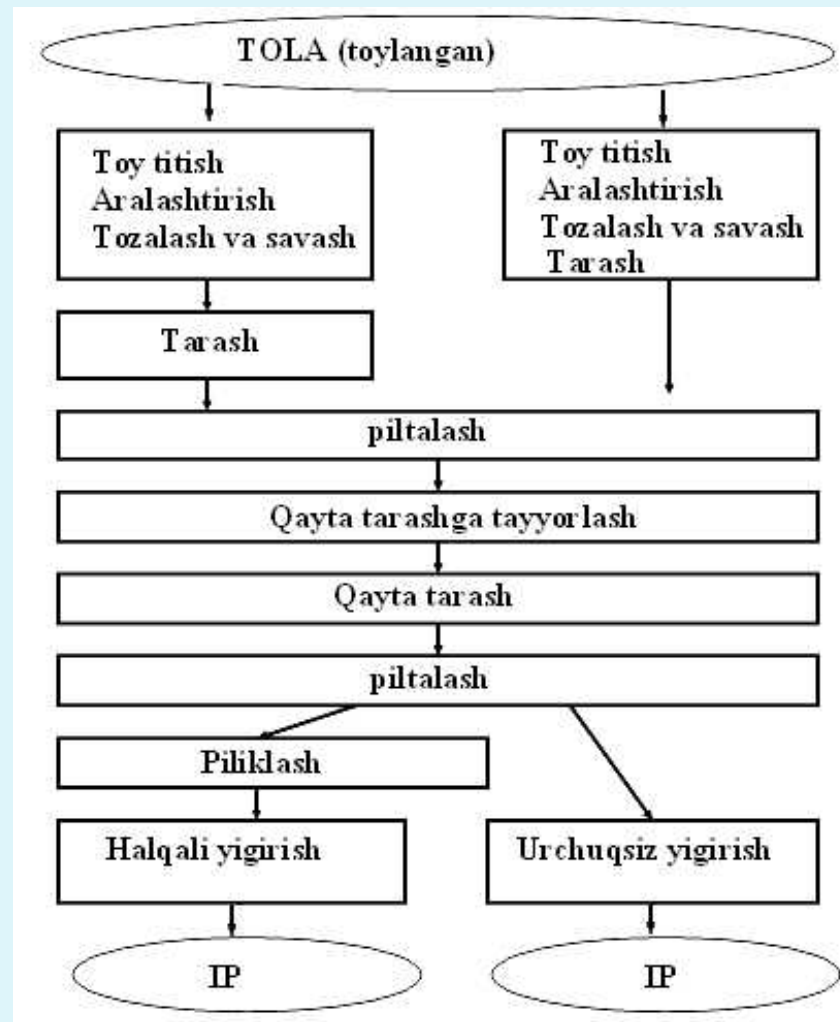 TOLA (toylangan)
Toy titish
Aralashtirish
Tozalash va savash
Toy titish
Aralashtirish
Tozalash va savash
Tarash
Tarash
piltalash
Qayta tarashga tayyorlash
Qayta tarash
piltalash
Piliklash
Halqali yigirish
Urchuqsiz yigirish
IP
IP